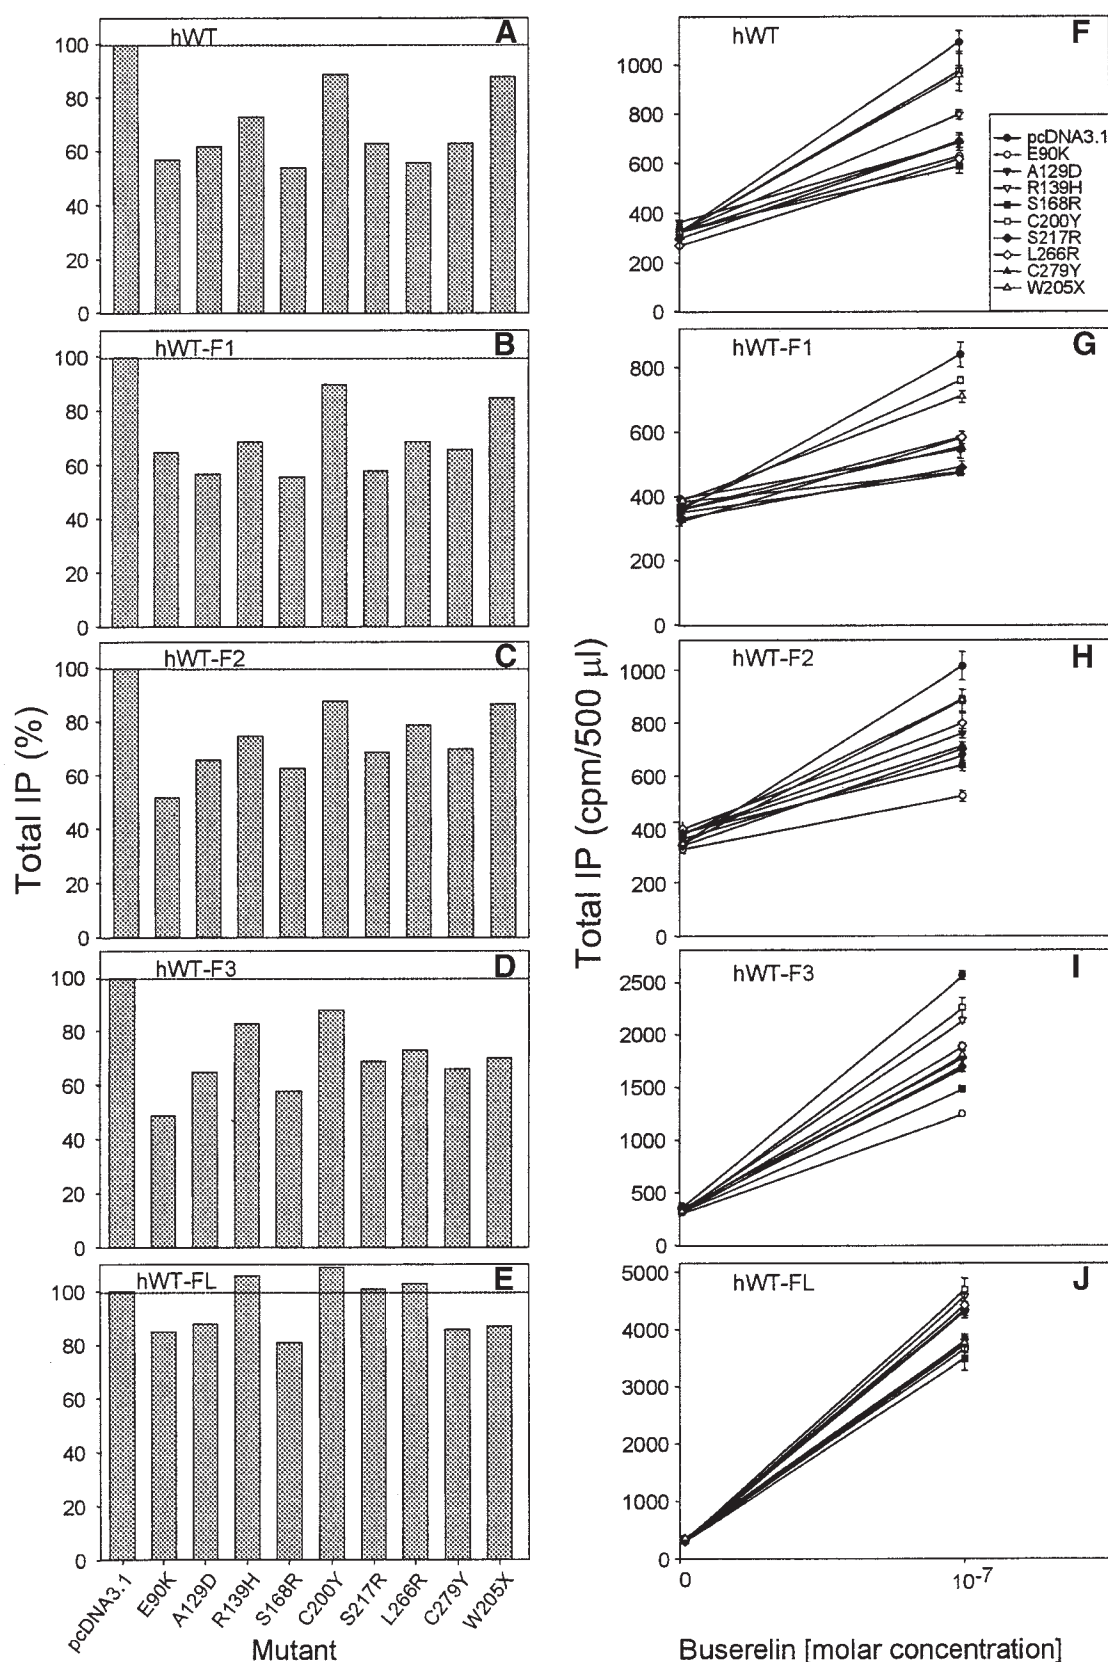 hWT A
100
80
60
40
20
0
hWT-F1 B
100
80
60
40
20
0
hWT-F2 C
100
80
60
40
20
0
hWT-F3 D
100
80
60
40
20
0
hWT-FL E
100
80
60
40
20
0
Total IP (%)
pcDNA3.1
E90K
A129D
R139H
S168R
C200Y
S217R
L266R
C279Y
W205X
Mutant
hWT F
1000
800
600
400
200
0
pcDNA3.1
E90K
A129D
R139H
S168R
C200Y
S217R
L266R
C279Y
W205X
hWT-F1 G
800
600
400
200
0
hWT-F2 H
1000
800
600
400
200
0
hWT-F3 I
2500
2000
1500
1000
500
0
hWT-FL J
5000
4000
3000
2000
1000
0
Total IP (cpm/500 µl)
0 10-7
Buserelin [molar concentration]